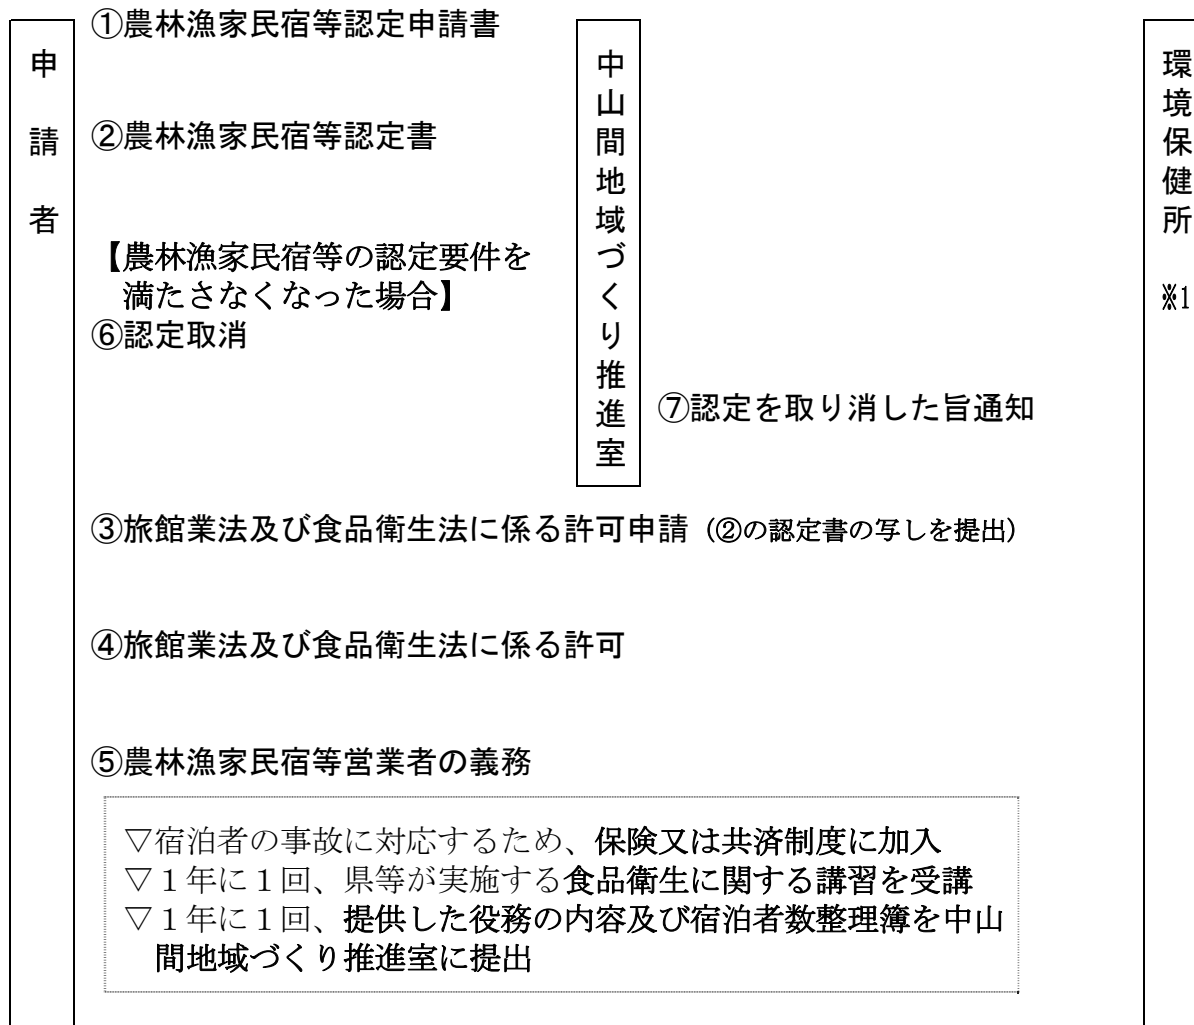 申請者
①農林漁家民宿等認定申請書
②農林漁家民宿等認定書
【農林漁家民宿等の認定要件を
満たさなくなった場合】
⑥認定取消
中山間地域づくり推進室
⑦認定を取り消した旨通知
環境保健所
※1
③旅館業法及び食品衛生法に係る許可申請（②の認定書の写しを提出）
④旅館業法及び食品衛生法に係る許可
⑤農林漁家民宿等営業者の義務
▽宿泊者の事故に対応するため、保険又は共済制度に加入
▽１年に１回、県等が実施する食品衛生に関する講習を受講
▽１年に１回、提供した役務の内容及び宿泊者数整理簿を中山
間地域づくり推進室に提出